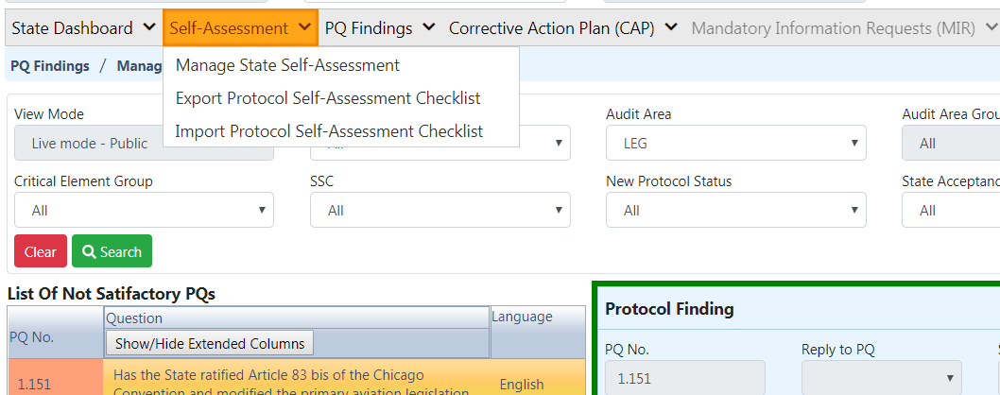 State Dashboard Self-Assessment PQ Findings Corrective Action Plan (CAP) Mandatory Information Requests (MIR)
PQ Findings / Manag
Manage State Self-Assessment
Export Protocol Self-Assessment Checklist
Import Protocol Self-Assessment Checklist
View Mode Audit Area Audit Area Grou
Live mode - Public LEG All
Critical Element Group SSC New Protocol Status State Acceptanc
All All All All
Clear Search
List Of Not Satifactory PQs
Protocol Finding
PQ No. Question Language
Show/Hide Extended Columns
PQ No. Reply to PQ
1.151 Has the State ratified Article 83 bis of the Chicago English
Convention and modified the primary aviation legislation
1.151